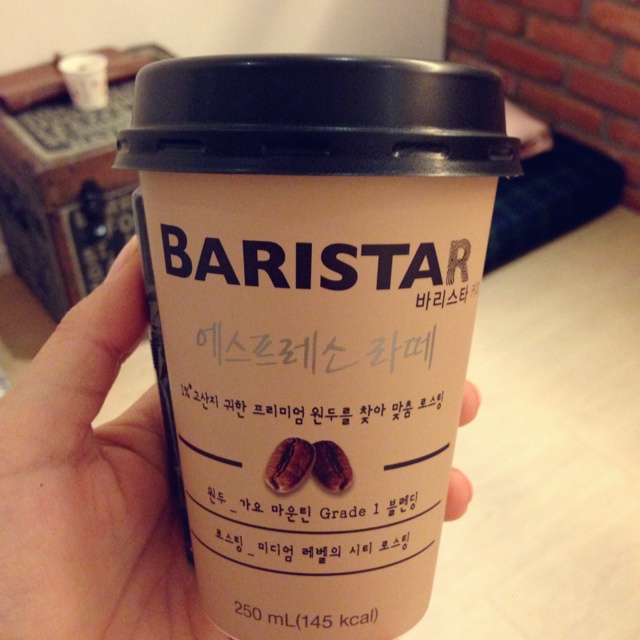 BARISTAR
바리스타
에스프레소 라떼
1% 고산지 귀한 프리미엄 원두를 찾아 맞춤 로스팅
원두 _ 가요 마운틴 Grade 1 블렌딩
로스팅 _ 미디엄 레벨의 시티 로스팅
250 mL(145 kcal)